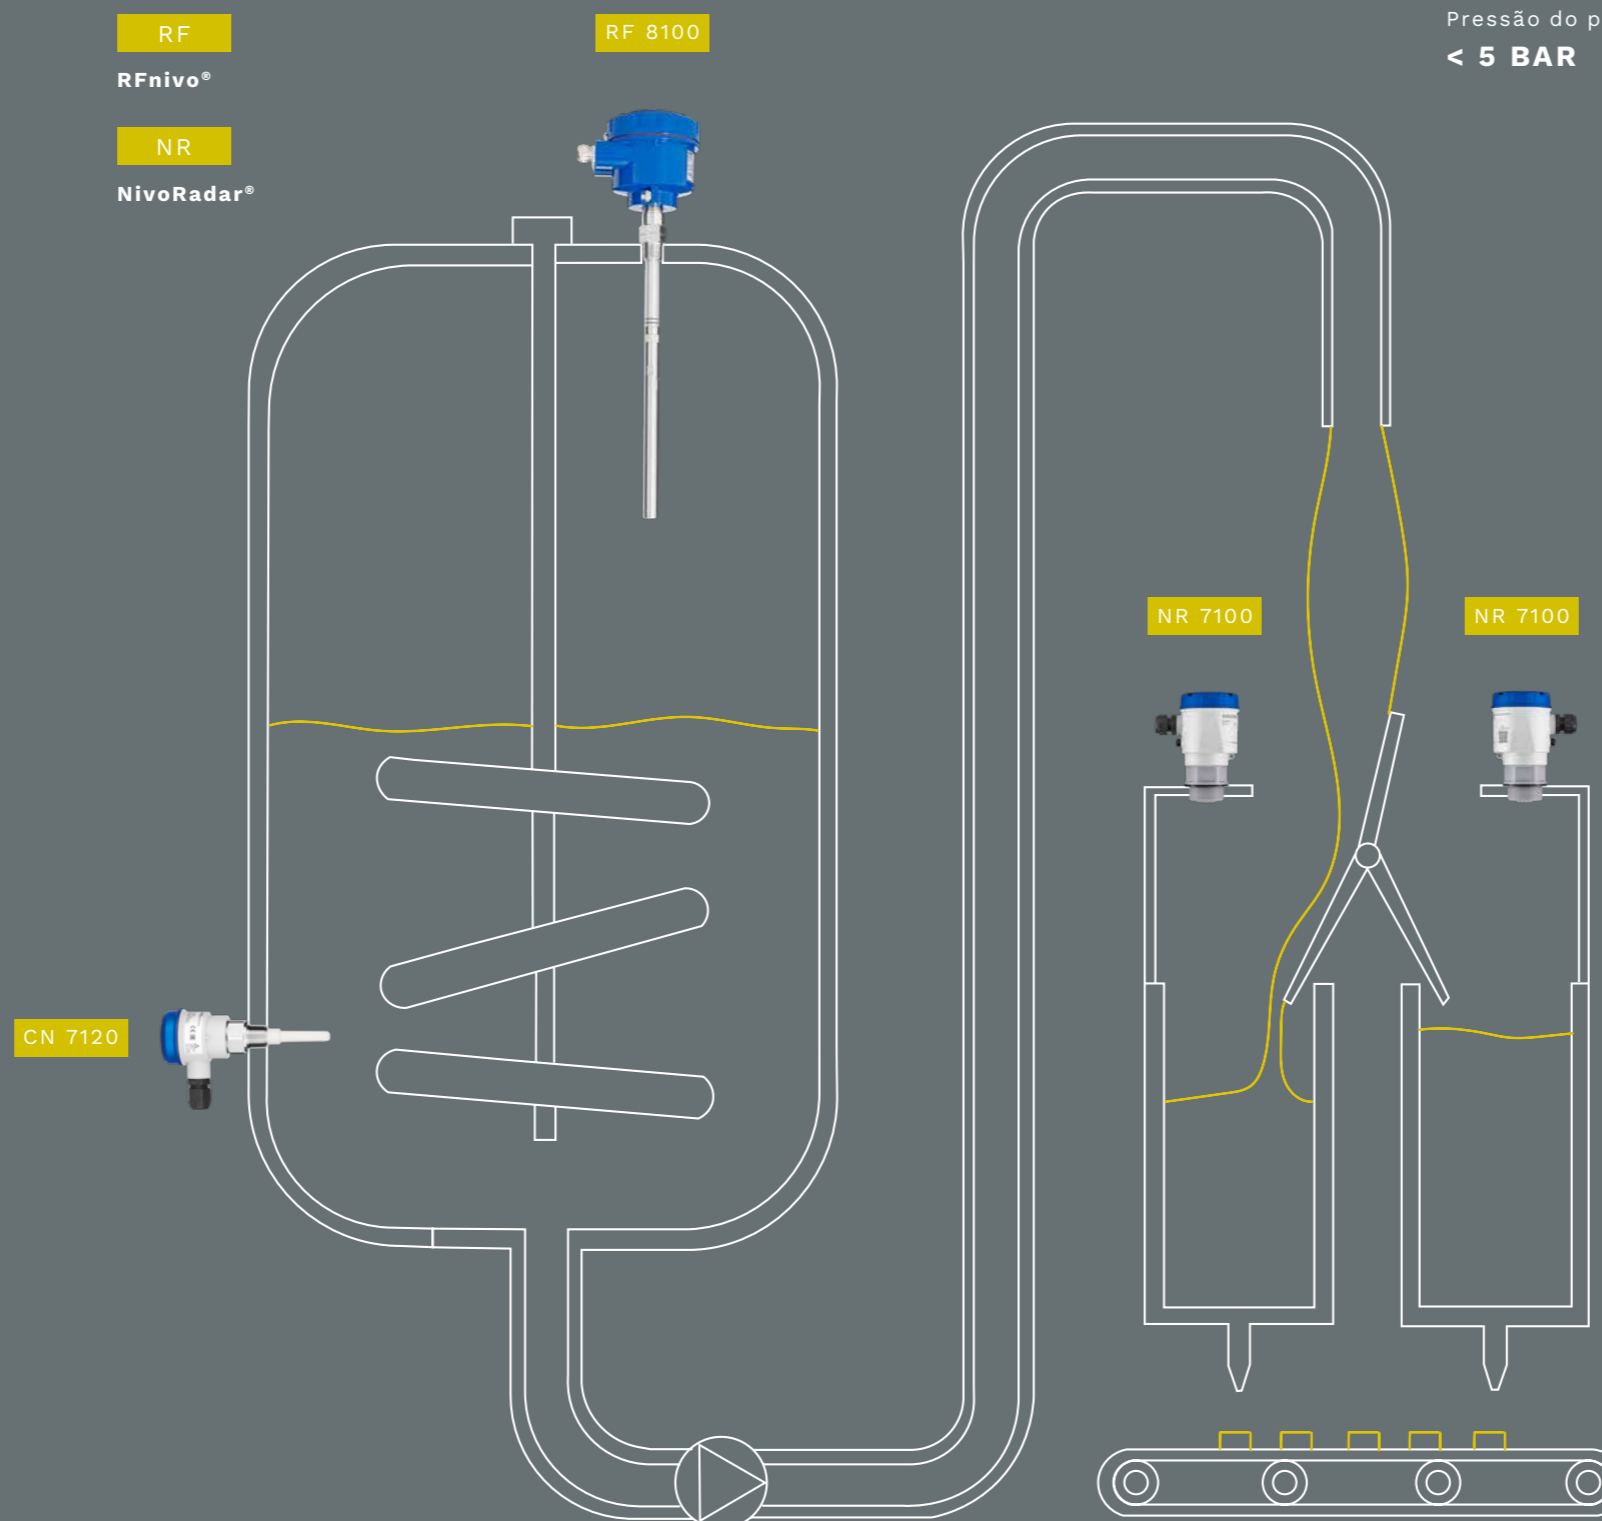 RF
RFnivo®
NR
NivoRadar®
RF 8100
Pressão do
< 5 BAR
NR 7100
NR 7100
CN 7120